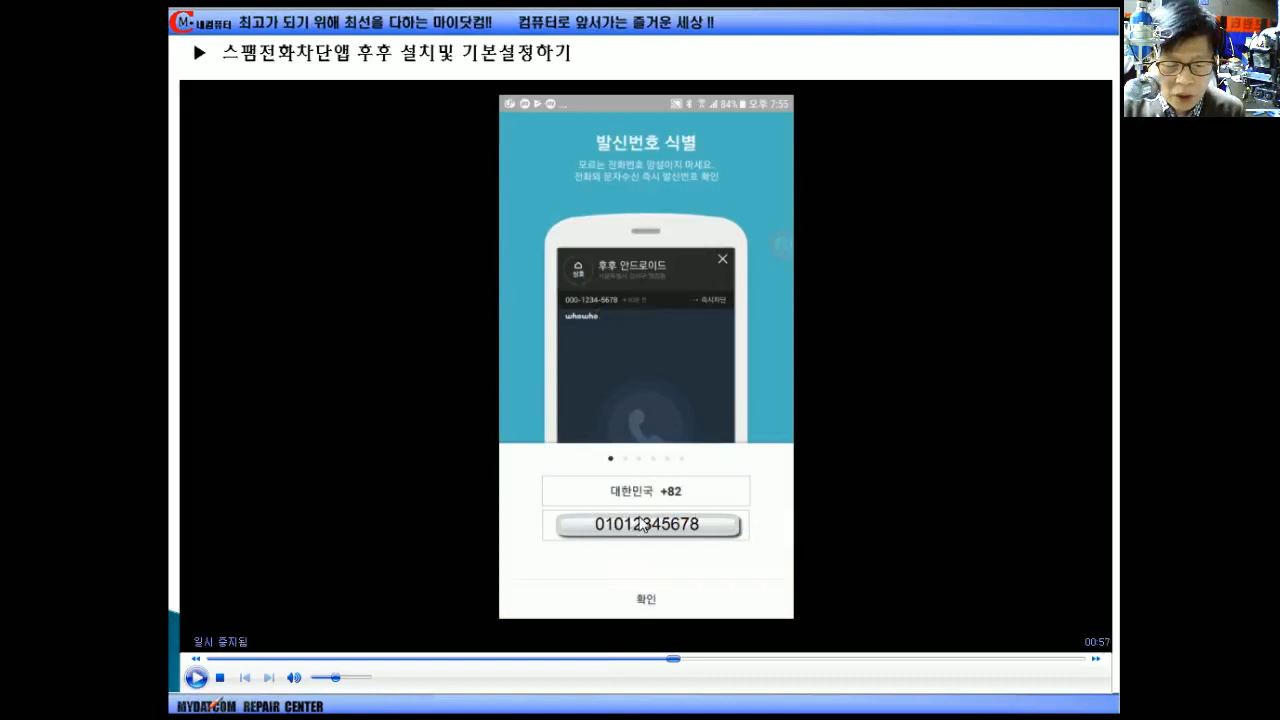 CM·내컴퓨터 최고가 되기 위해 최선을 다하는 마이닷컴!! 컴퓨터로 앞서가는 즐거운 세상 !!
▶ 스팸전화차단앱 후후 설치및 기본설정하기
... 84% 오후 7:55
발신번호 식별
모르는 전화번호 망설이지 마세요.
전화와 문자수신 즉시 발신번호 확인
상호 후후 안드로이드
000-1234-5678 즉시차단
whowho
대한민국 +82
01012345678
확인
일시 중지됨 00:57
MYDATCOM REPAIR CENTER